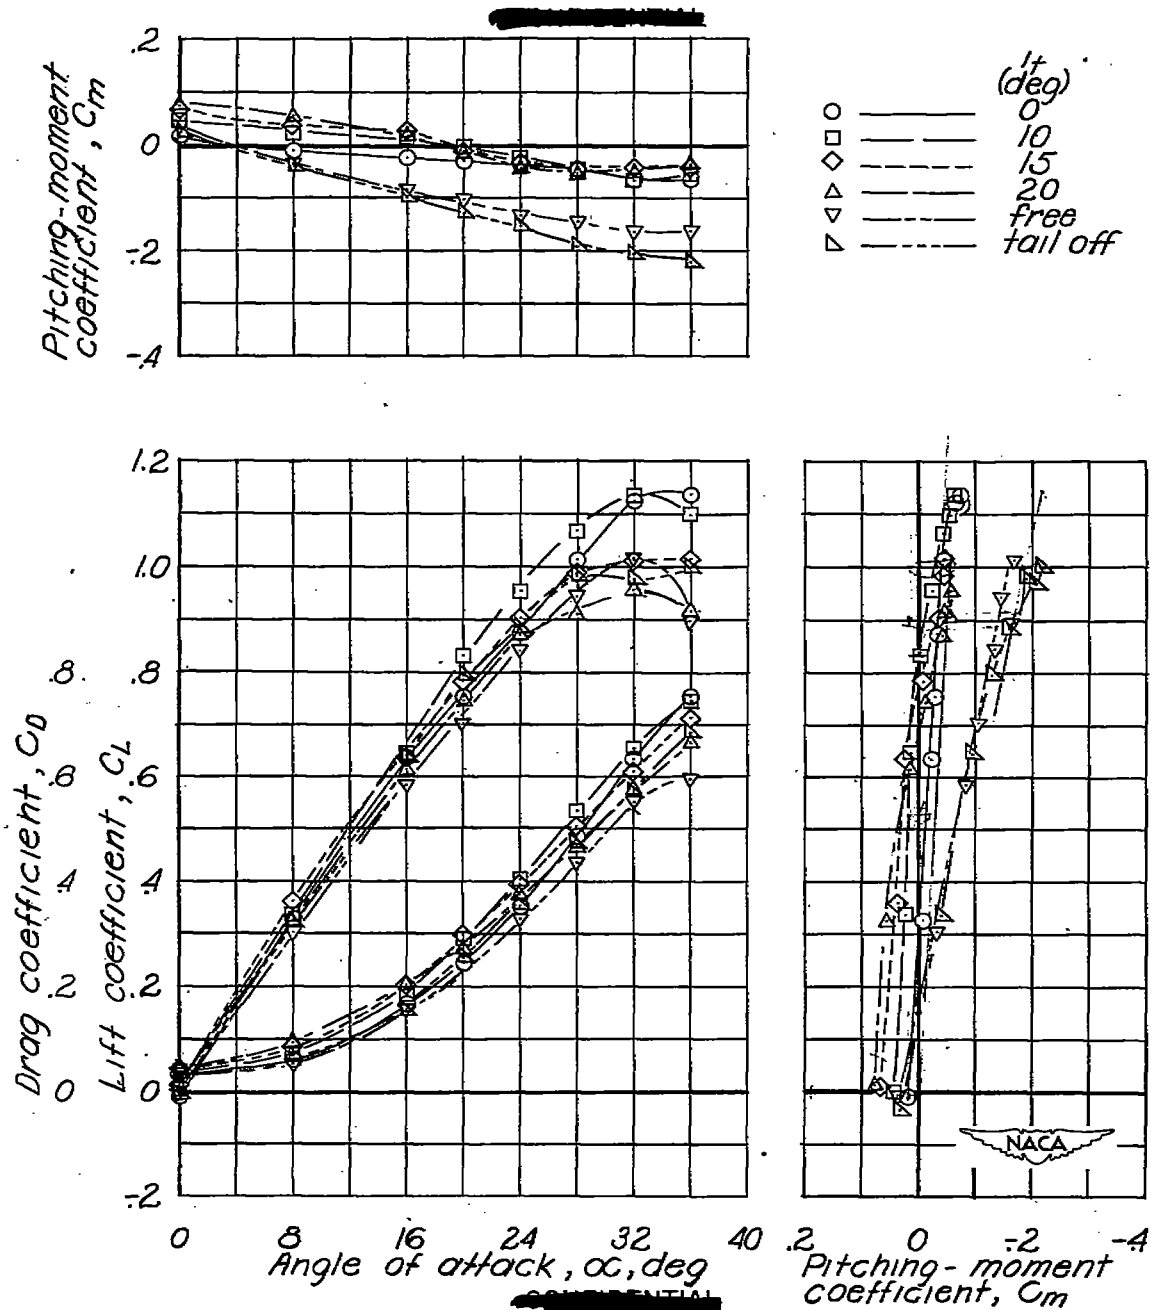 .2
0
-.2
-.4
Pitching-moment
coefficient, Cm
it
(deg)
0
10
15
20
free
tail off
1.2
1.0
.8 .8
.6 .6
.4 .4
.2 .2
0 0
-.2
Drag coefficient, CD
Lift coefficient, CL
0 8 16 24 32 40
Angle of attack, α, deg
NACA
.2 0 -.2 -.4
Pitching-moment
coefficient, Cm